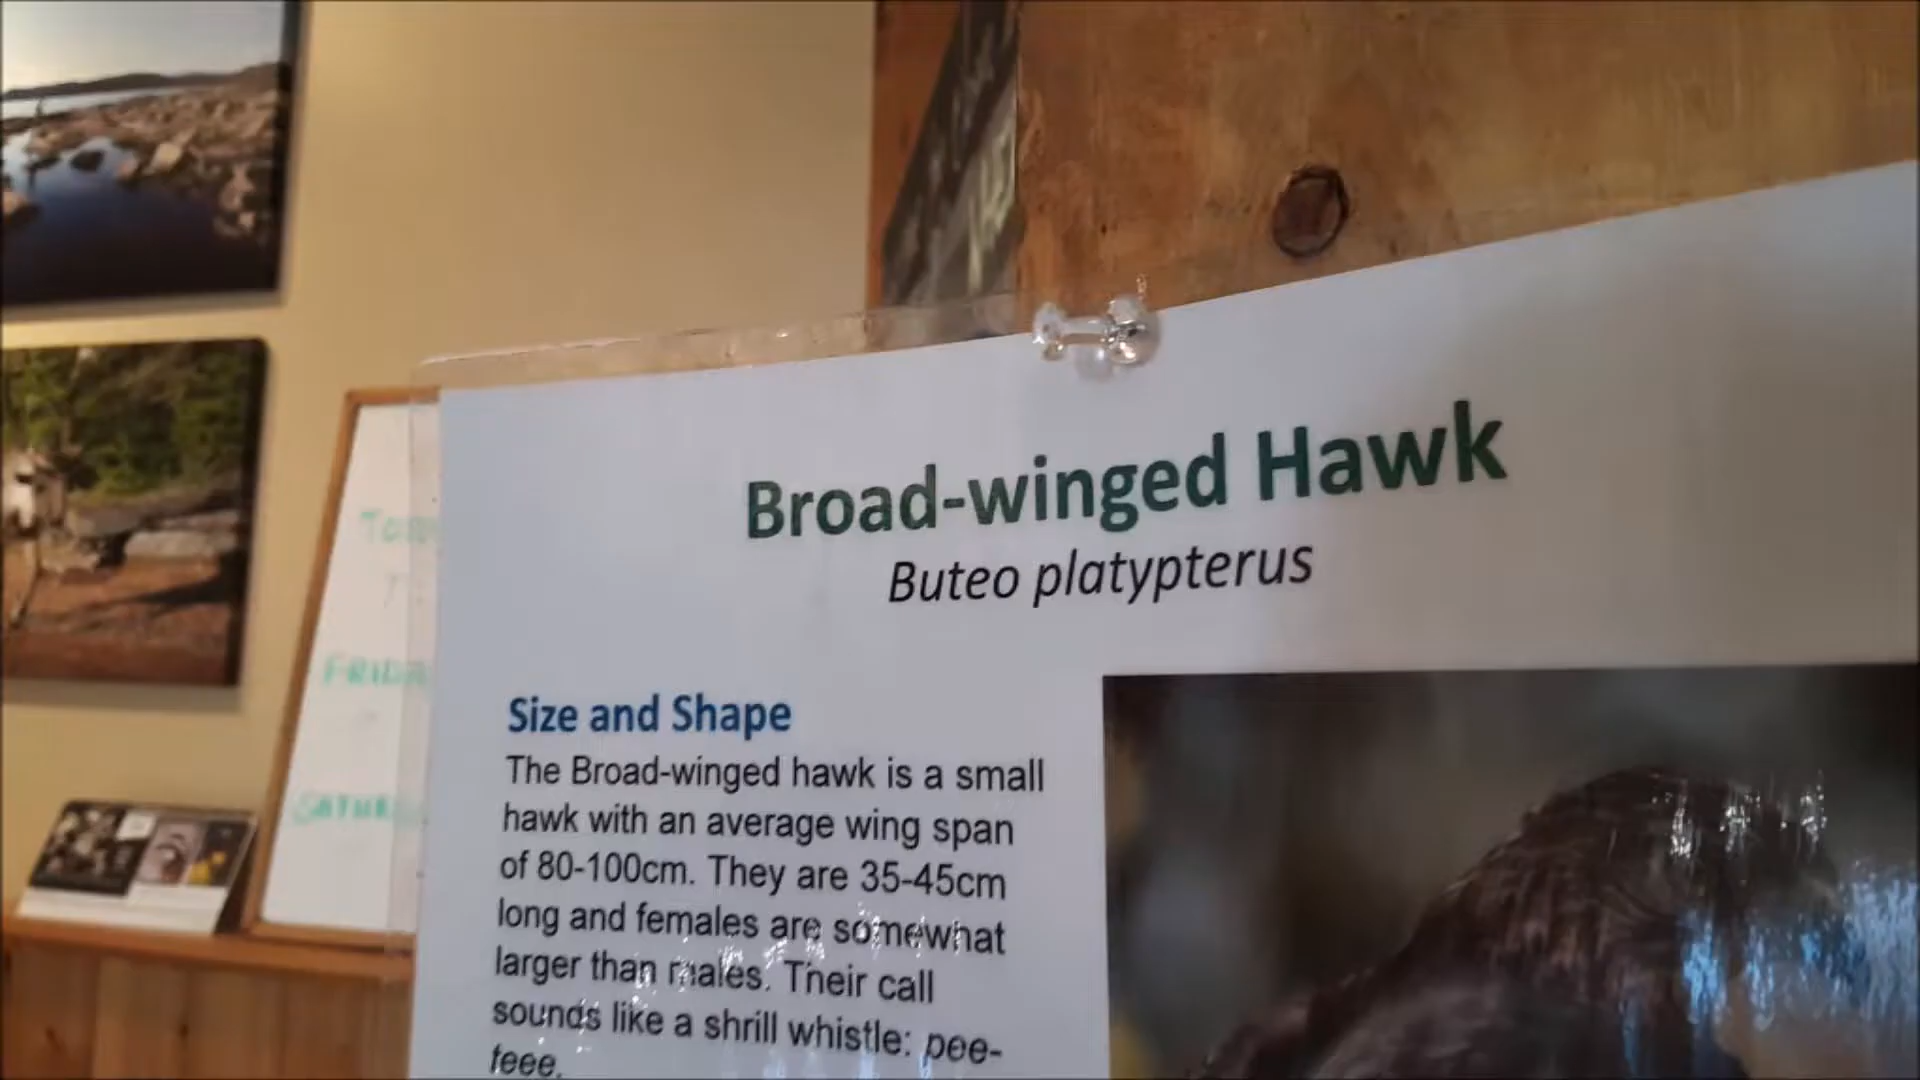 Broad-winged Hawk
Buteo platypterus
Size and Shape
The Broad-winged hawk is a small
hawk with an average wing span
of 80-100cm. They are 35-45cm
long and females are somewhat
larger than males. Their call
sounds like a shrill whistle: pee-
feee.